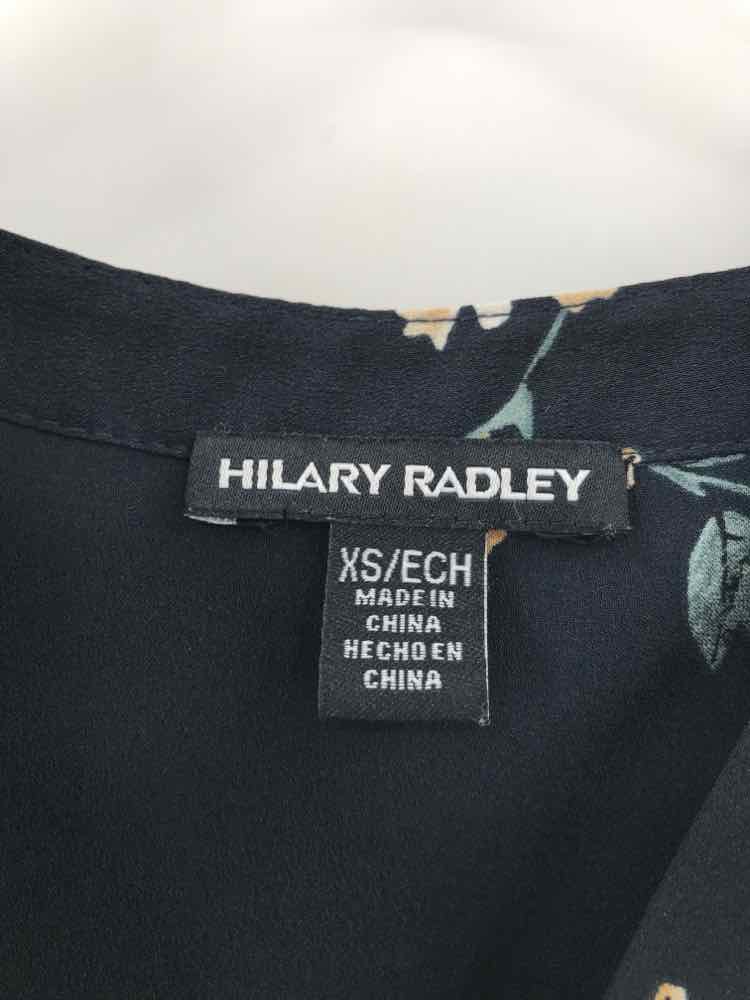 HILARY RADLEY
XS/ECH
MADE IN
CHINA
HECHO EN
CHINA